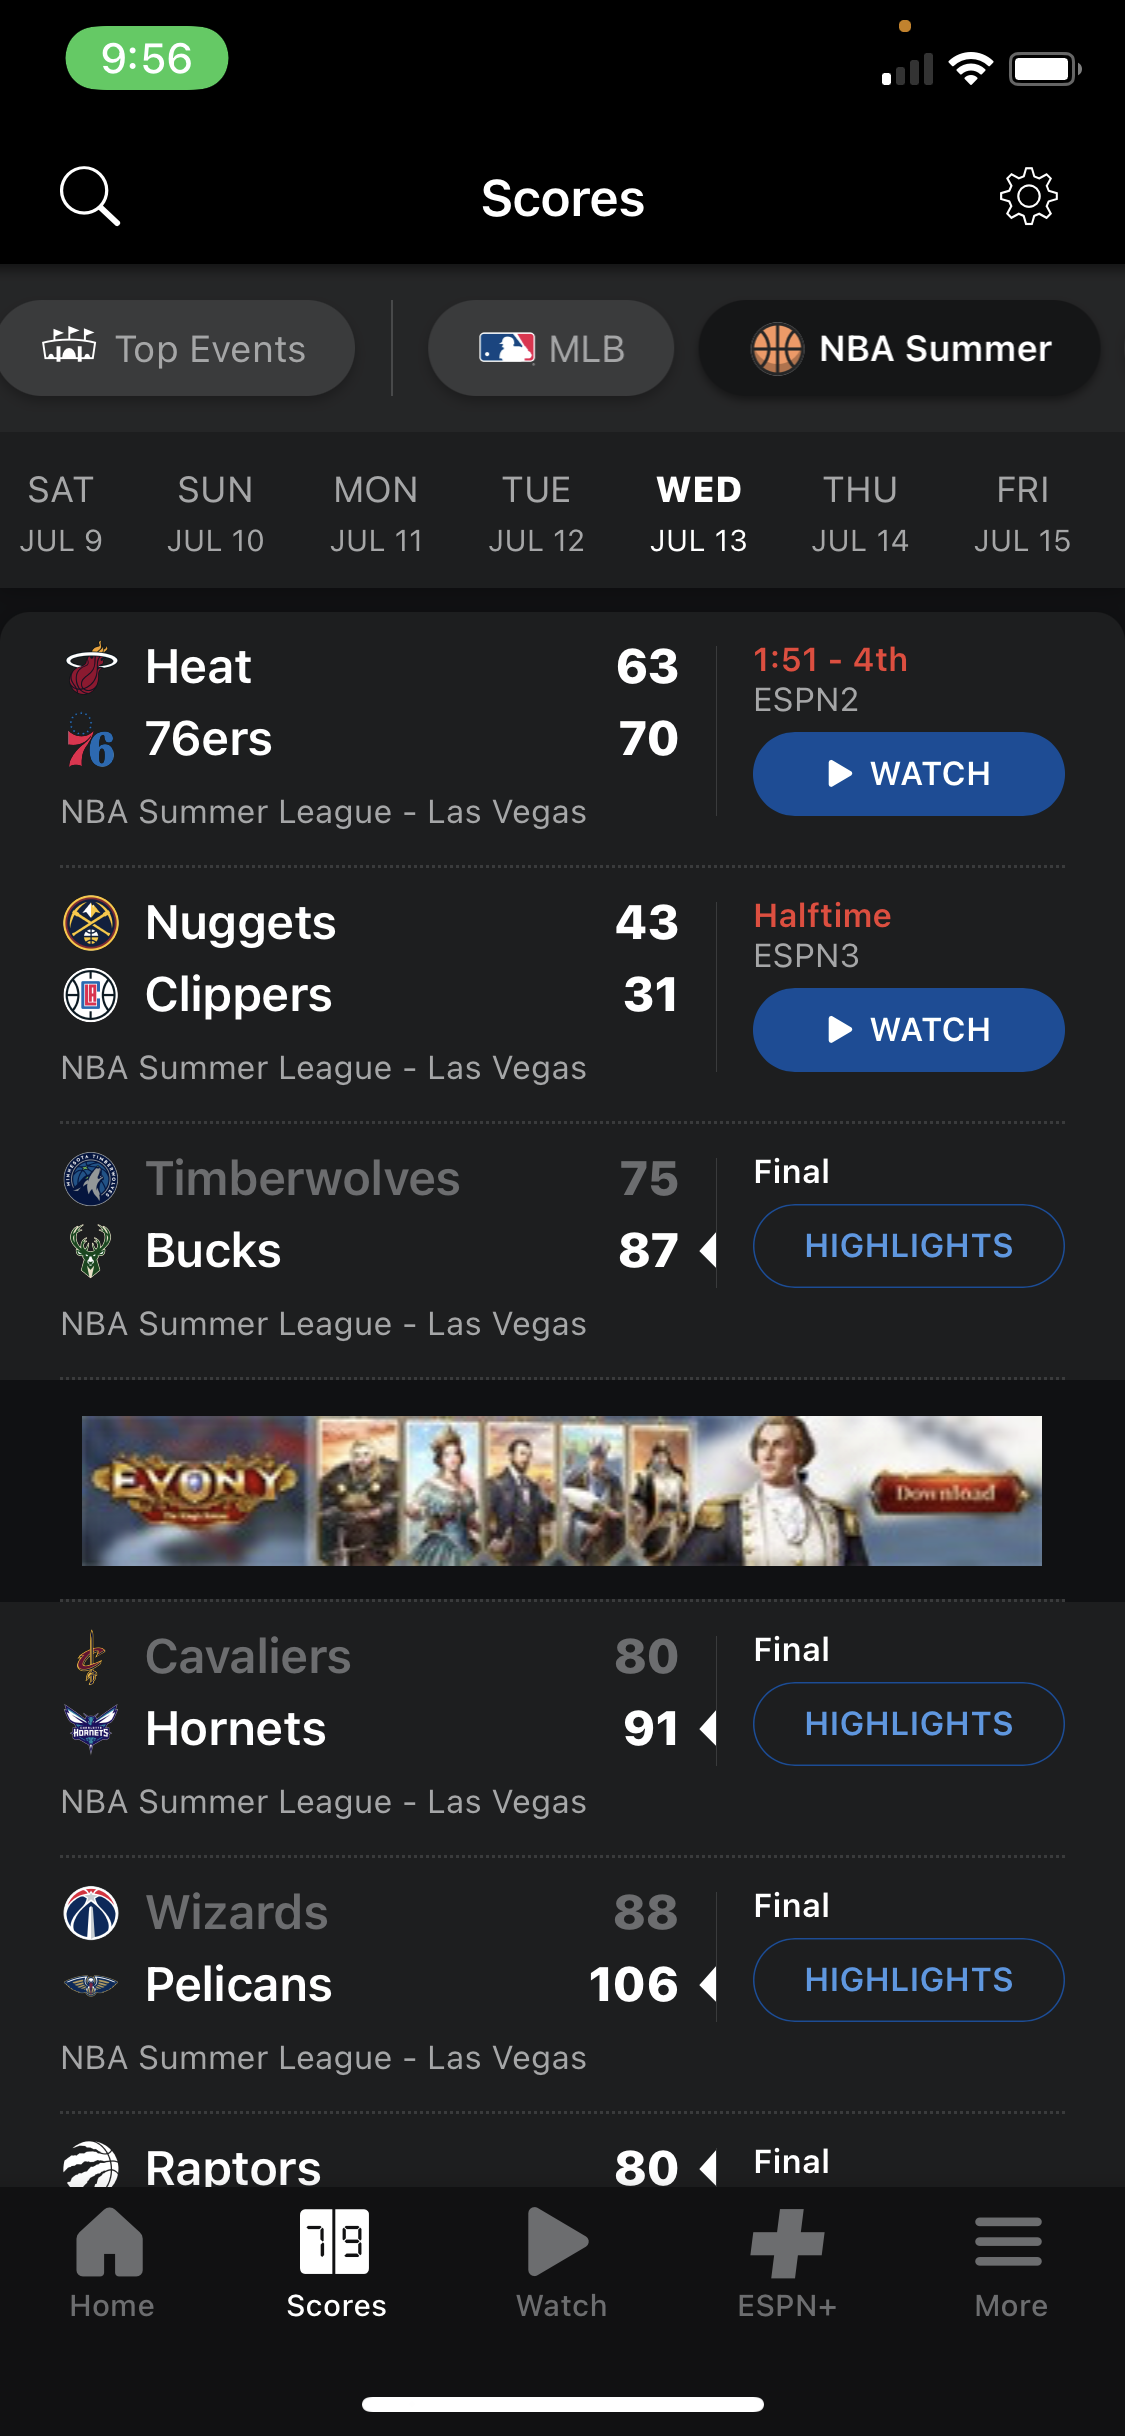 9:56
Scores
Top Events
MLB
NBA Summer
SAT SUN MON TUE WED THU FRI
JUL 9 JUL 10 JUL 11 JUL 12 JUL 13 JUL 14 JUL 15
Heat 63 1:51 - 4th
ESPN2
76ers 70
WATCH
NBA Summer League - Las Vegas
Nuggets 43 Halftime
ESPN3
Clippers 31
WATCH
NBA Summer League - Las Vegas
Timberwolves 75 Final
Bucks 87 HIGHLIGHTS
NBA Summer League - Las Vegas
EVONY
Download
Cavaliers 80 Final
Hornets 91 HIGHLIGHTS
NBA Summer League - Las Vegas
Wizards 88 Final
Pelicans 106 HIGHLIGHTS
NBA Summer League - Las Vegas
Raptors 80 Final
79
Home Scores Watch ESPN+ More